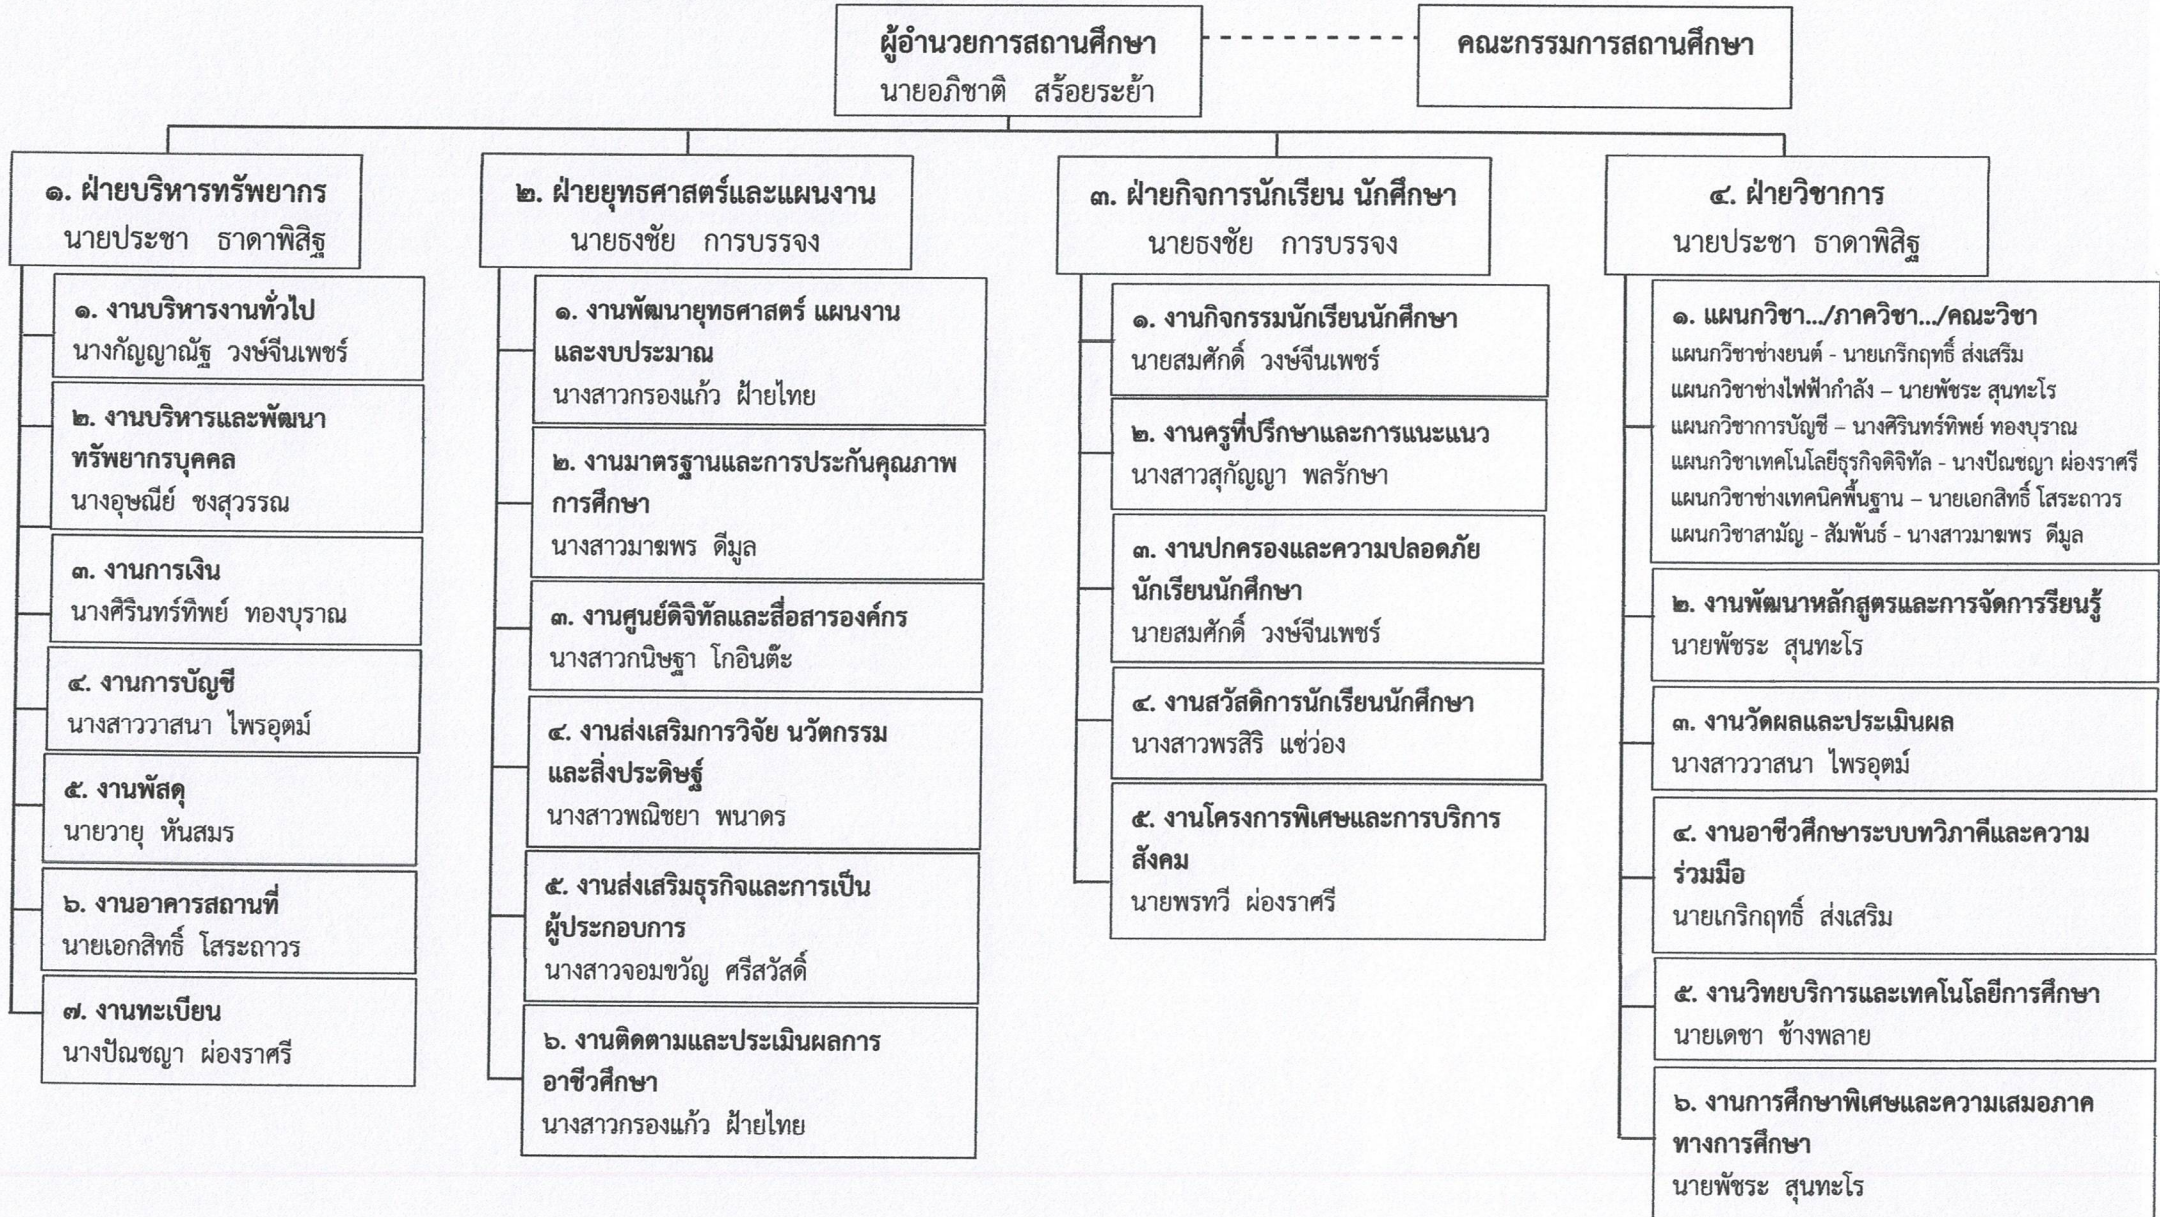 ผู้อำนวยการสถานศึกษา
นายอภิชาติ สร้อยระย้า
คณะกรรมการสถานศึกษา
๑. ฝ่ายบริหารทรัพยากร
นายประชา ธาดาพิสิฐ
๑. งานบริหารงานทั่วไป
นางกัญญาณัฐ วงษ์จีนเพชร์
๒. งานบริหารและพัฒนา
ทรัพยากรบุคคล
นางอุษณีย์ ชงสุวรรณ
๓. งานการเงิน
นางศิรินทร์ทิพย์ ทองบุราณ
๔. งานการบัญชี
นางสาววาสนา ไพรอุตม์
๕. งานพัสดุ
นายวายุ หันสมร
๖. งานอาคารสถานที่
นายเอกสิทธิ์ โสระถาวร
๗. งานทะเบียน
นางปัณชญา ผ่องราศรี
๒. ฝ่ายยุทธศาสตร์และแผนงาน
นายธงชัย การบรรจง
๑. งานพัฒนายุทธศาสตร์ แผนงาน
และงบประมาณ
นางสาวกรองแก้ว ฝ้ายไทย
๒. งานมาตรฐานและการประกันคุณภาพ
การศึกษา
นางสาวมาฆพร ดีมูล
๓. งานศูนย์ดิจิทัลและสื่อสารองค์กร
นางสาวกนิษฐา โกอินต๊ะ
๔. งานส่งเสริมการวิจัย นวัตกรรม
และสิ่งประดิษฐ์
นางสาวพณิชยา พนาดร
๕. งานส่งเสริมธุรกิจและการเป็น
ผู้ประกอบการ
นางสาวจอมขวัญ ศรีสวัสดิ์
๖. งานติดตามและประเมินผลการ
อาชีวศึกษา
นางสาวกรองแก้ว ฝ้ายไทย
๓. ฝ่ายกิจการนักเรียน นักศึกษา
นายธงชัย การบรรจง
๑. งานกิจกรรมนักเรียนนักศึกษา
นายสมศักดิ์ วงษ์จีนเพชร์
๒. งานครูที่ปรึกษาและการแนะแนว
นางสาวสุกัญญา พลรักษา
๓. งานปกครองและความปลอดภัย
นักเรียนนักศึกษา
นายสมศักดิ์ วงษ์จีนเพชร์
๔. งานสวัสดิการนักเรียนนักศึกษา
นางสาวพรสิริ แซ่ว่อง
๕. งานโครงการพิเศษและการบริการ
สังคม
นายพรทวี ผ่องราศรี
๔. ฝ่ายวิชาการ
นายประชา ธาดาพิสิฐ
๑. แผนกวิชา.../ภาควิชา.../คณะวิชา
แผนกวิชาช่างยนต์ - นายเกริกฤทธิ์ ส่งเสริม
แผนกวิชาช่างไฟฟ้ากำลัง – นายพัชระ สุนทะโร
แผนกวิชาการบัญชี – นางศิรินทร์ทิพย์ ทองบุราณ
แผนกวิชาเทคโนโลยีธุรกิจดิจิทัล - นางปัณชญา ผ่องราศรี
แผนกวิชาช่างเทคนิคพื้นฐาน – นายเอกสิทธิ์ โสระถาวร
แผนกวิชาสามัญ - สัมพันธ์ - นางสาวมาฆพร ดีมูล
๒. งานพัฒนาหลักสูตรและการจัดการรียนรู้
นายพัชระ สุนทะโร
๓. งานวัดผลและประเมินผล
นางสาววาสนา ไพรอุตม์
๔. งานอาชีวศึกษาระบบทวิภาคีและความ
ร่วมมือ
นายเกริกฤทธิ์ ส่งเสริม
๕. งานวิทยบริการและเทคโนโลยีการศึกษา
นายเดชา ช้างพลาย
๖. งานการศึกษาพิเศษและความเสมอภาค
ทางการศึกษา
นายพัชระ สุนทะโร